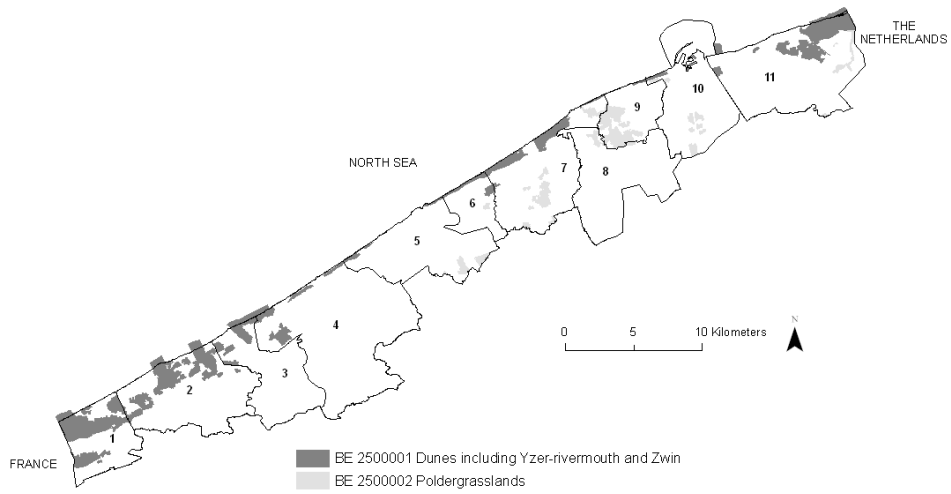 THE
NETHERLANDS
11
10
9
NORTH SEA
7
8
6
5
4
N
0 5 10 Kilometers
3
2
1
FRANCE
BE 2500001 Dunes including Yzer-rivermouth and Zwin
BE 2500002 Poldergrasslands